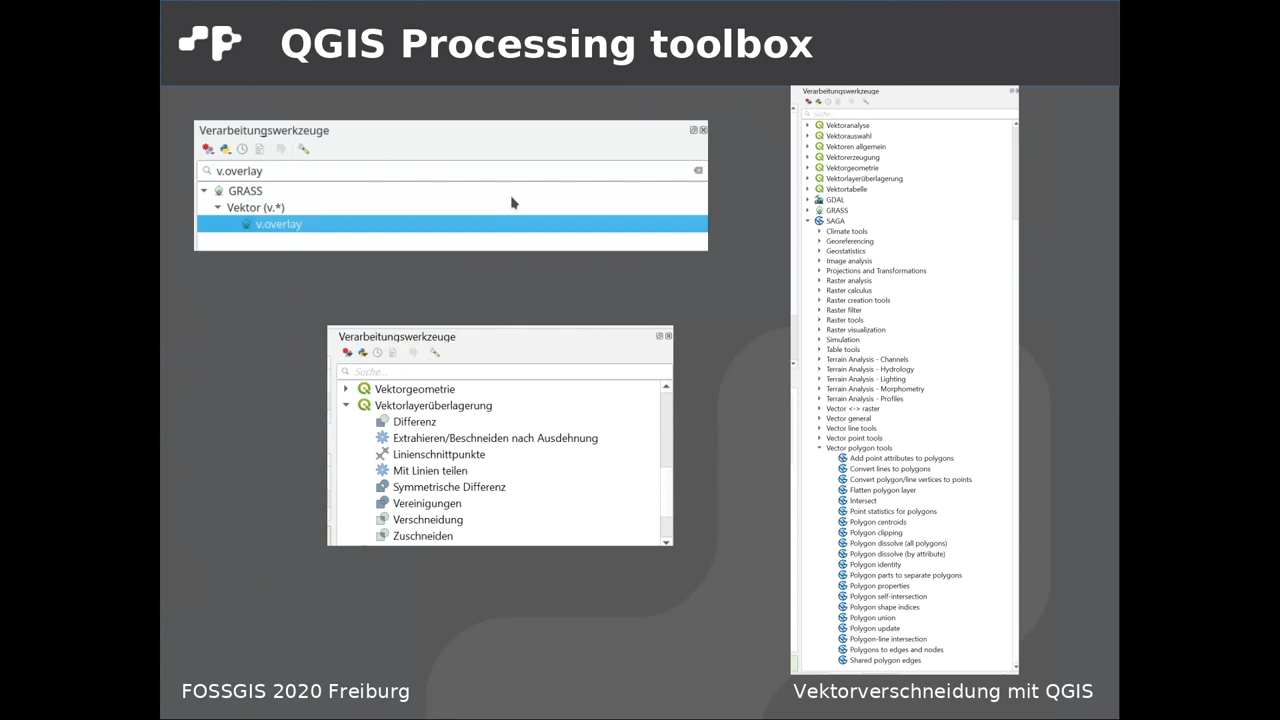 QGIS Processing toolbox
Verarbeitungswerkzeuge
v.overlay
GRASS
Vektor (v.*)
v.overlay
Verarbeitungswerkzeuge
Suche...
Vektorgeometrie
Vektorlayerüberlagerung
Differenz
Extrahieren/Beschneiden nach Ausdehnung
Linienschnittpunkte
Mit Linien teilen
Symmetrische Differenz
Vereinigungen
Verschneidung
Zuschneiden
Verarbeitungswerkzeuge
Suche...
Vektoranalyse
Vektorauswahl
Vektoren allgemein
Vektorerzeugung
Vektorgeometrie
Vektorlayerüberlagerung
Vektortabelle
GDAL
GRASS
SAGA
Climate tools
Georeferencing
Geostatistics
Image analysis
Projections and Transformations
Raster analysis
Raster calculus
Raster creation tools
Raster filter
Raster tools
Raster visualization
Simulation
Table tools
Terrain Analysis - Channels
Terrain Analysis - Hydrology
Terrain Analysis - Lighting
Terrain Analysis - Morphometry
Terrain Analysis - Profiles
Vector <-> raster
Vector general
Vector line tools
Vector point tools
Vector polygon tools
Add point attributes to polygons
Convert lines to polygons
Convert polygon/line vertices to points
Flatten polygon layer
Intersect
Point statistics for polygons
Polygon centroids
Polygon clipping
Polygon dissolve (all polygons)
Polygon dissolve (by attribute)
Polygon identity
Polygon parts to separate polygons
Polygon properties
Polygon self-intersection
Polygon shape indices
Polygon union
Polygon update
Polygon-line intersection
Polygons to edges and nodes
Shared polygon edges
FOSSGIS 2020 Freiburg
Vektorverschneidung mit QGIS